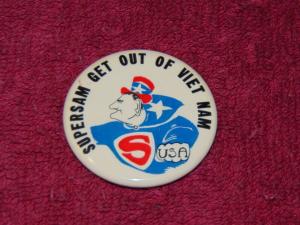 SUPERSAM GET OUT OF VIET NAM
S
USA